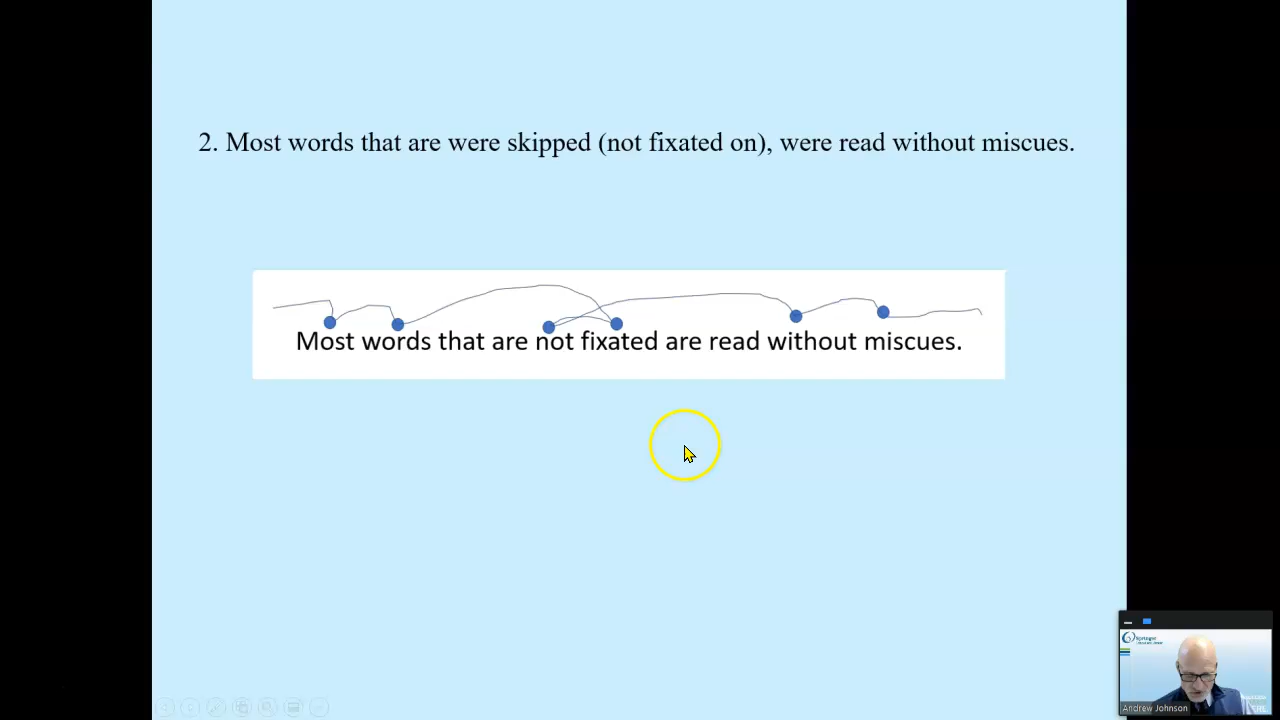 2. Most words that are were skipped (not fixated on), were read without miscues.
Most words that are not fixated are read without miscues.
Springer
Andrew Johnson